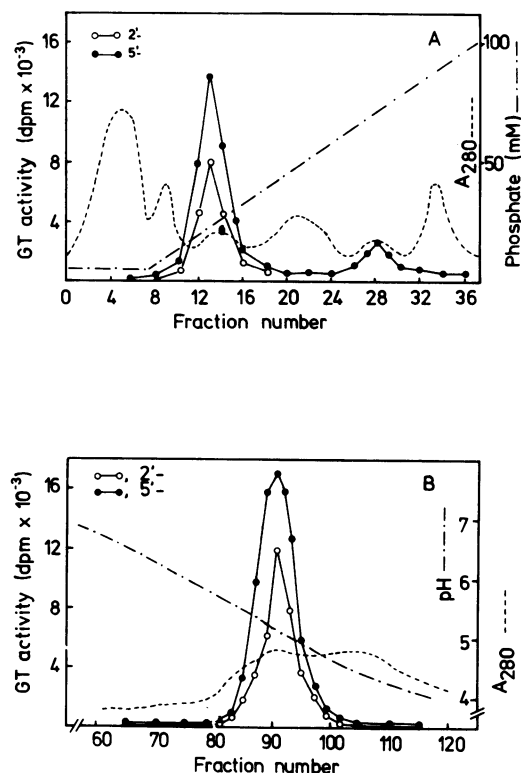 A
2'-
5'-
GT activity (dpm x 10-3)
16
12
8
4
0 4 8 12 16 20 24 28 32 36
Fraction number
A280
Phosphate (mM)
100
50
B
, 2'-
, 5'-
GT activity (dpm x 10-3)
16
12
8
4
60 70 80 90 100 110 120
Fraction number
pH
7
6
5
4
A280